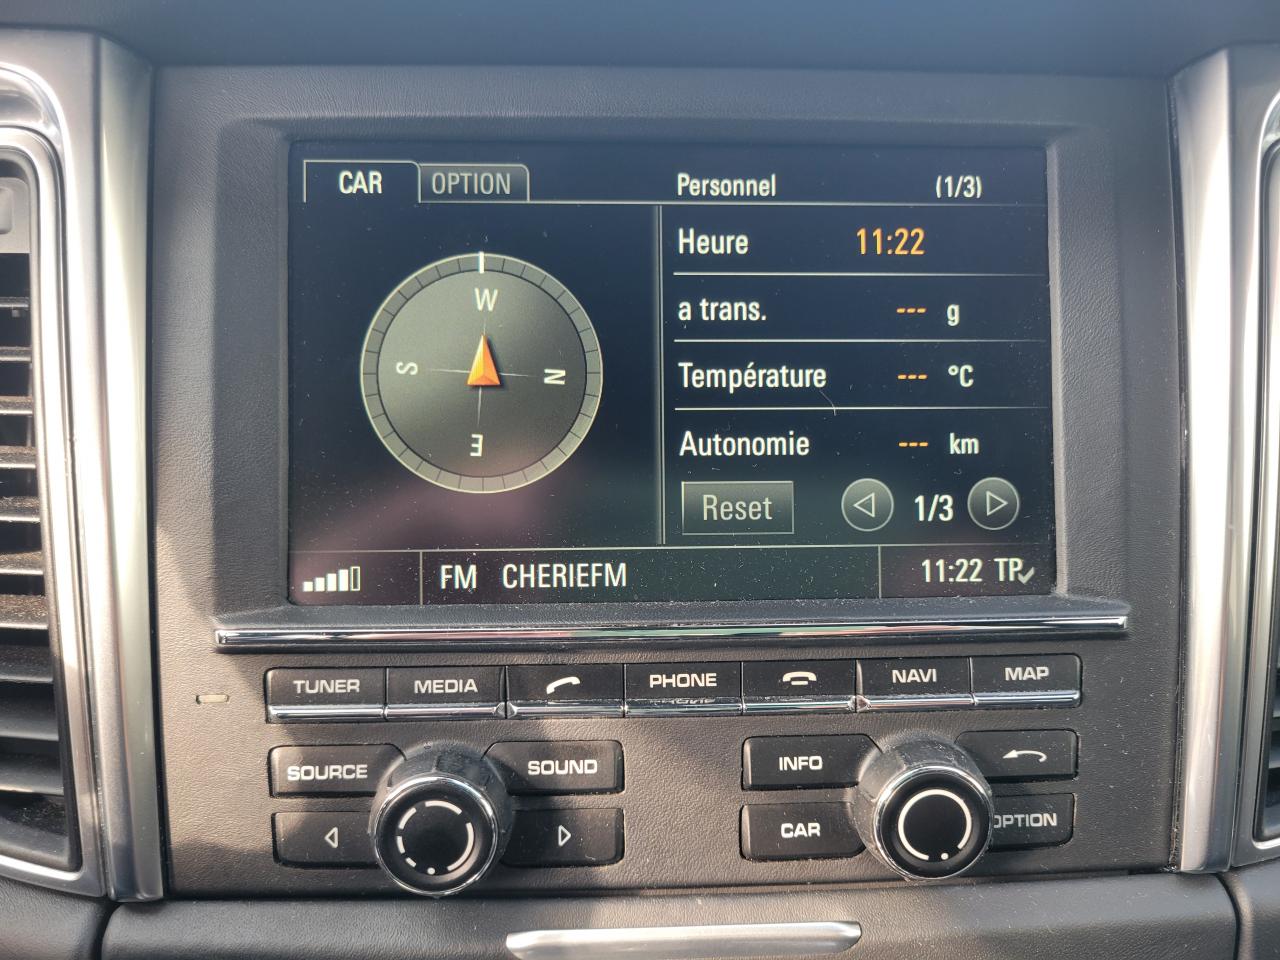 CAR OPTION Personnel (1/3)
Heure 11:22
a trans. --- g
Température --- °C
Autonomie --- km
Reset 1/3
W
S N
E
FM CHERIEFM 11:22 TP
TUNER MEDIA PHONE NAVI MAP
SOURCE SOUND INFO
CAR OPTION